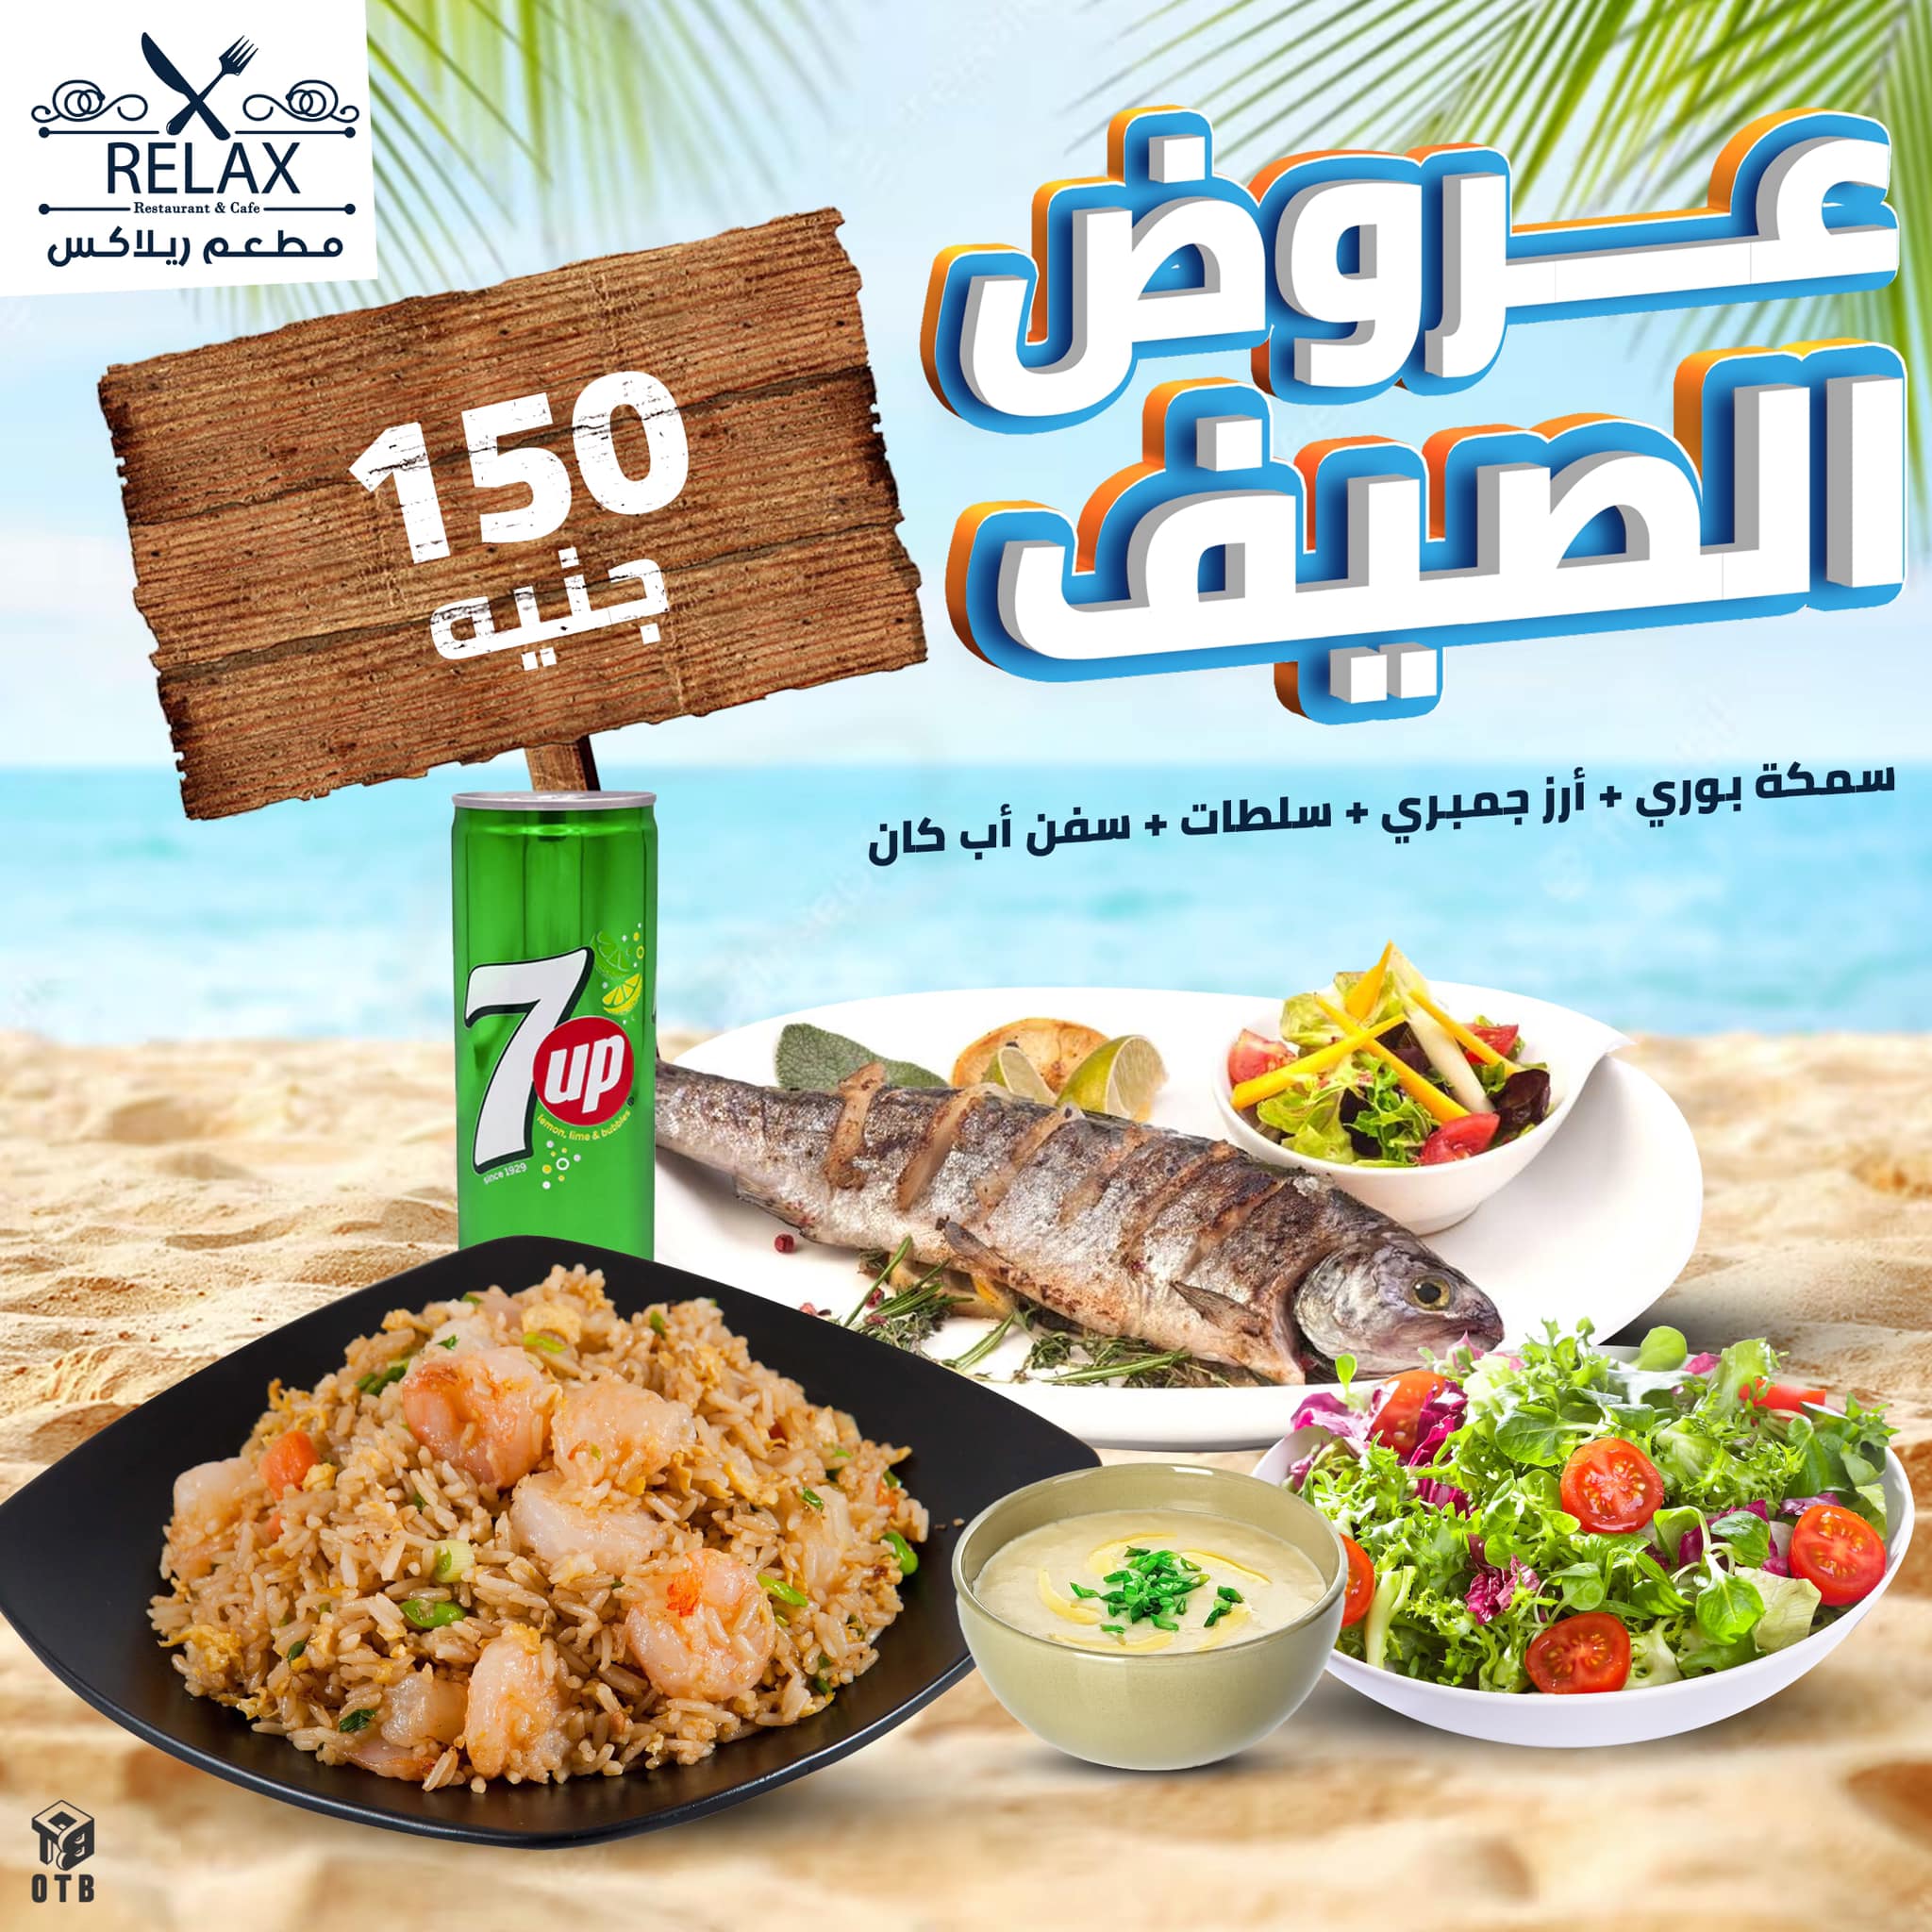 RELAX
Restaurant & Cafe
مطعم ريلاكس
عـروض
الصيف
150
جنيه
سمكة بوري + أرز جمبري + سلطات + سفن أب كان
7up
lemon, lime & bubbles
since 1929
OTB